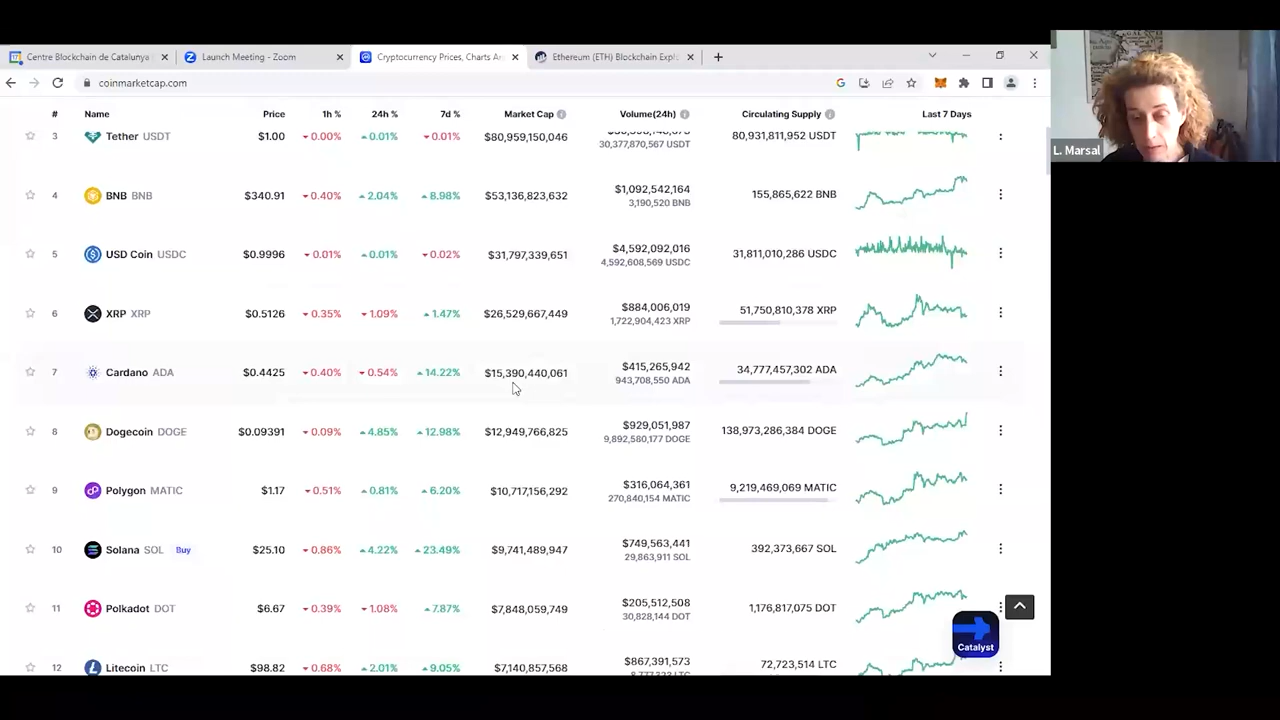 Centre Blockchain de Catalunya
Launch Meeting - Zoom
Cryptocurrency Prices, Charts A
Ethereum (ETH) Blockchain Expl
coinmarketcap.com
# Name Price 1h % 24h % 7d % Market Cap Volume(24h) Circulating Supply Last 7 Days
3 Tether USDT $1.00 0.00% 0.01% 0.01% $80,959,150,046 80,931,811,952 USDT
30,377,870,567 USDT
4 BNB BNB $340.91 0.40% 2.04% 8.98% $53,136,823,632 $1,092,542,164 155,865,622 BNB
3,190,520 BNB
5 USD Coin USDC $0.9996 0.01% 0.01% 0.02% $31,797,339,651 $4,592,092,016 31,811,010,286 USDC
4,592,608,569 USDC
6 XRP XRP $0.5126 0.35% 1.09% 1.47% $26,529,667,449 $884,006,019 51,750,810,378 XRP
1,722,904,423 XRP
7 Cardano ADA $0.4425 0.40% 0.54% 14.22% $15,390,440,061 $415,265,942 34,777,457,302 ADA
943,708,550 ADA
8 Dogecoin DOGE $0.09391 0.09% 4.85% 12.98% $12,949,766,825 $929,051,987 138,973,286,384 DOGE
9,892,580,177 DOGE
9 Polygon MATIC $1.17 0.51% 0.81% 6.20% $10,717,156,292 $316,064,361 9,219,469,069 MATIC
270,840,154 MATIC
10 Solana SOL Buy $25.10 0.86% 4.22% 23.49% $9,741,489,947 $749,563,441 392,373,667 SOL
29,863,911 SOL
11 Polkadot DOT $6.67 0.39% 1.08% 7.87% $7,848,059,749 $205,512,508 1,176,817,075 DOT
30,828,144 DOT
12 Litecoin LTC $98.82 0.68% 2.01% 9.05% $7,140,857,568 $867,391,573 72,723,514 LTC
Catalyst
L. Marsal